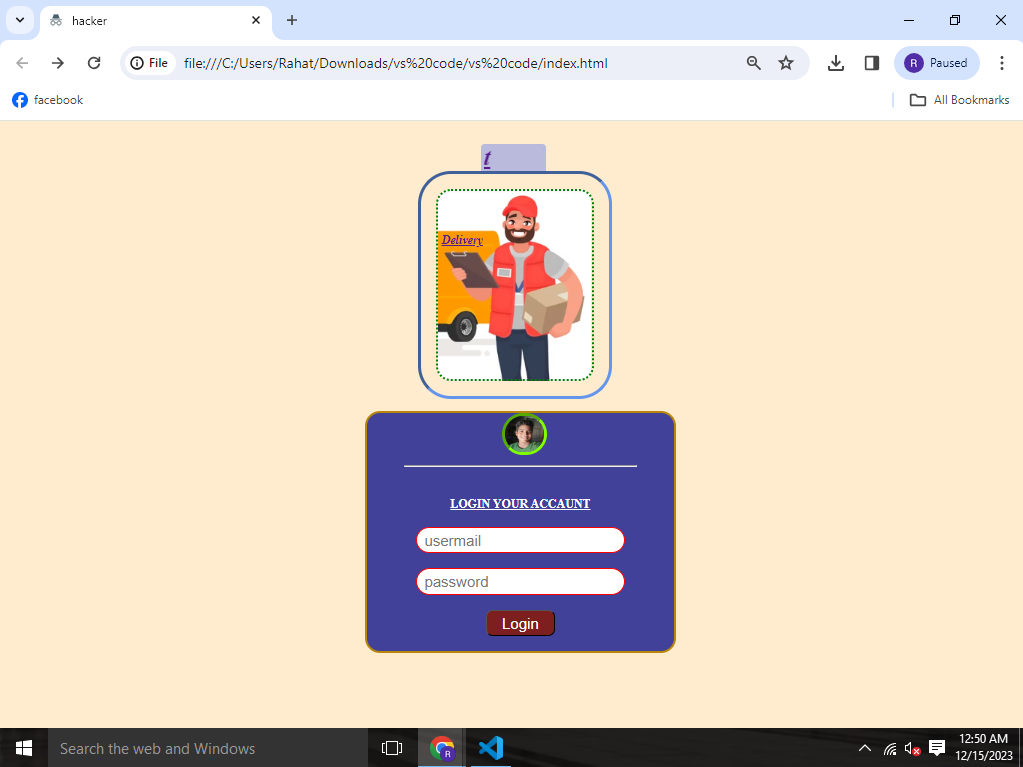 hacker
File
file:///C:/Users/Rahat/Downloads/vs%20code/vs%20code/index.html
R
Paused
facebook
All Bookmarks
t
Delivery
LOGIN YOUR ACCAUNT
usermail
password
Login
Search the web and Windows
R
12:50 AM
12/15/2023